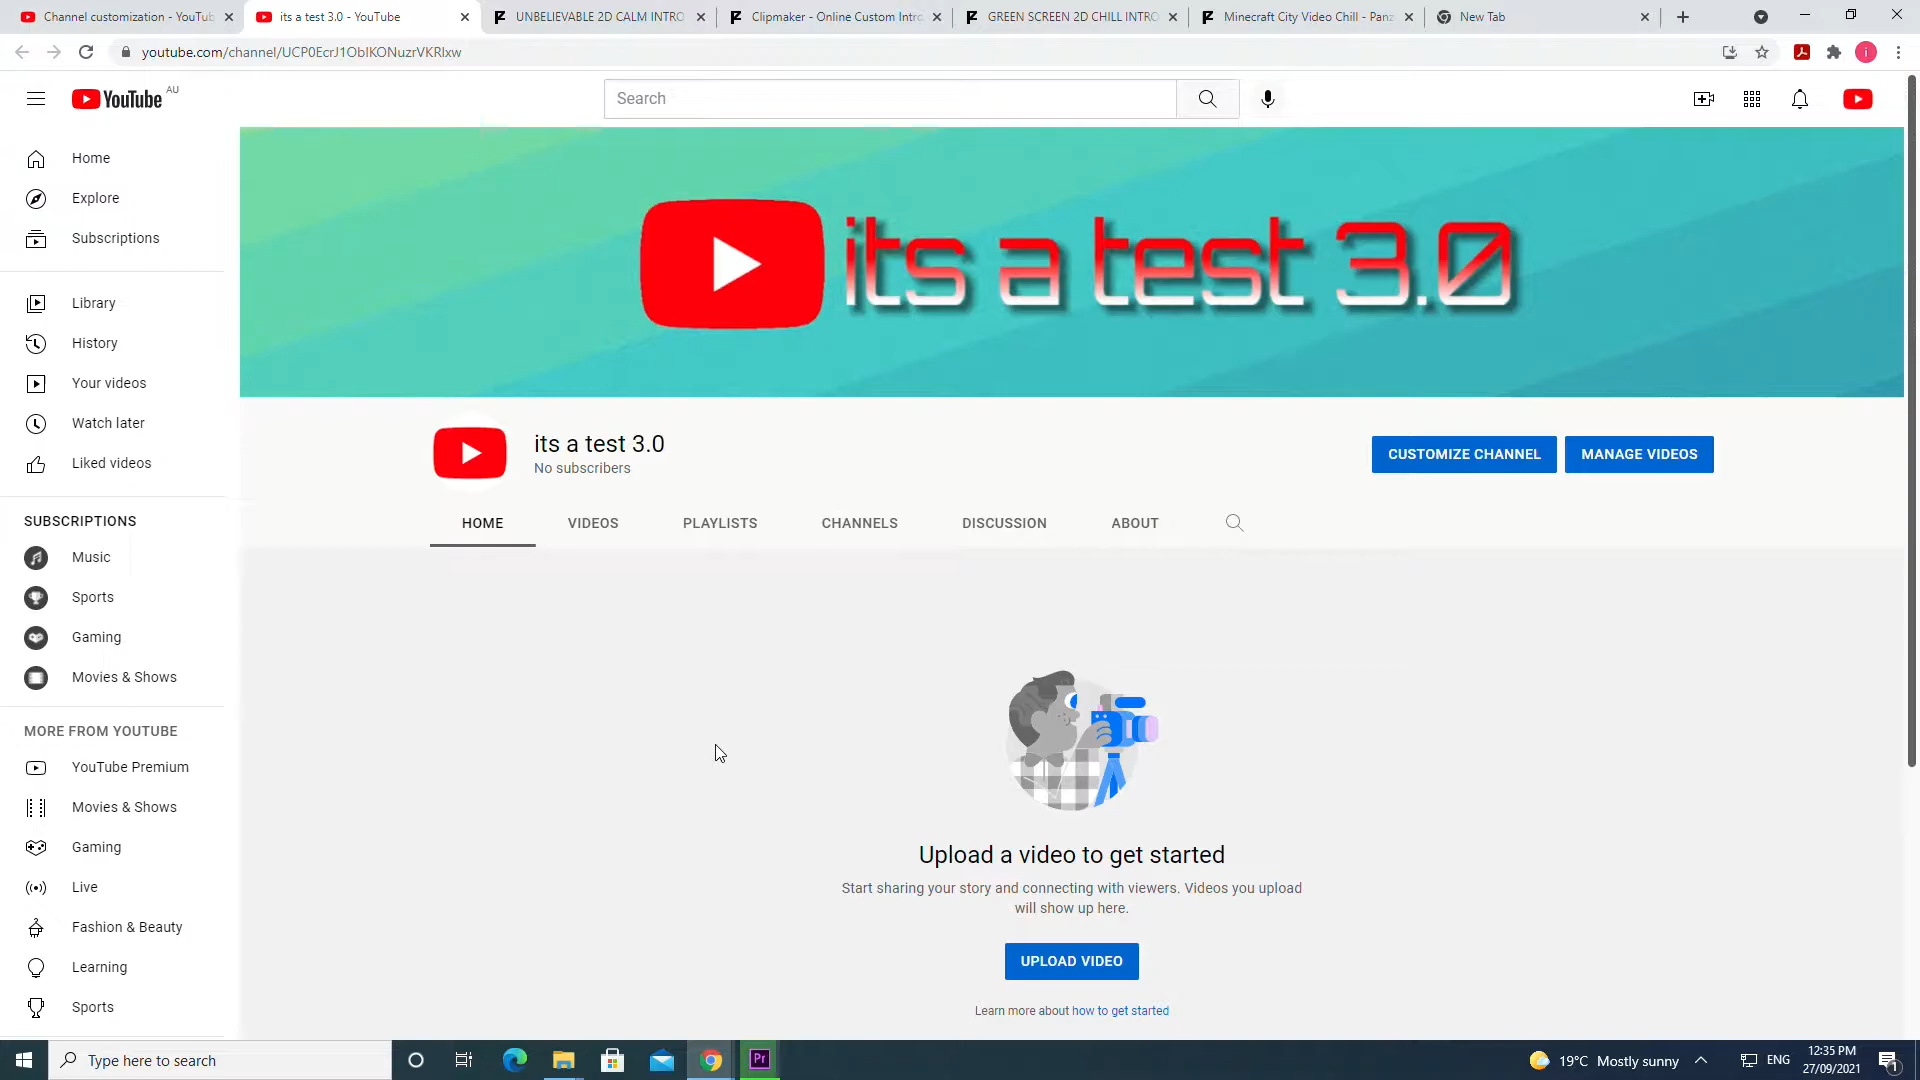 Channel customization - YouTub
its a test 3.0 - YouTube
UNBELIEVABLE 2D CALM INTRO
Clipmaker - Online Custom Intro
GREEN SCREEN 2D CHILL INTRO
Minecraft City Video Chill - Panz
New Tab
youtube.com/channel/UCP0EcrJ1ObIKONuzrVKRIxw
i
YouTube AU
Search
Home
Explore
Subscriptions
Library
History
Your videos
Watch later
Liked videos
SUBSCRIPTIONS
Music
Sports
Gaming
Movies & Shows
MORE FROM YOUTUBE
YouTube Premium
Movies & Shows
Gaming
Live
Fashion & Beauty
Learning
Sports
its a test 3.0
its a test 3.0
No subscribers
CUSTOMIZE CHANNEL
MANAGE VIDEOS
HOME
VIDEOS
PLAYLISTS
CHANNELS
DISCUSSION
ABOUT
Upload a video to get started
Start sharing your story and connecting with viewers. Videos you upload
will show up here.
UPLOAD VIDEO
Learn more about how to get started
Type here to search
Pr
19°C Mostly sunny
ENG
12:35 PM
27/09/2021
1